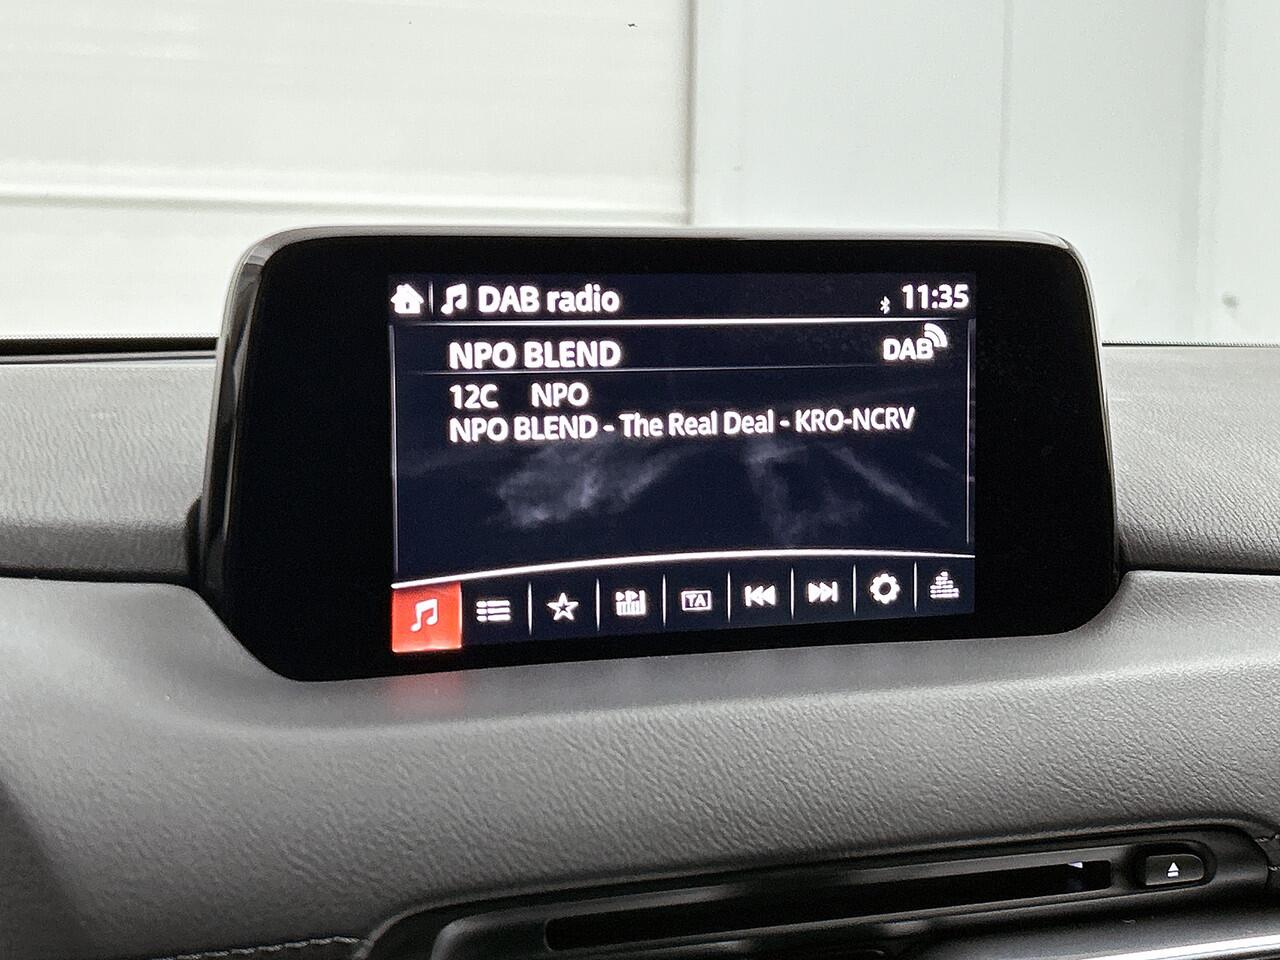 DAB radio 11:35
NPO BLEND DAB
12C NPO
NPO BLEND - The Real Deal - KRO-NCRV
TA